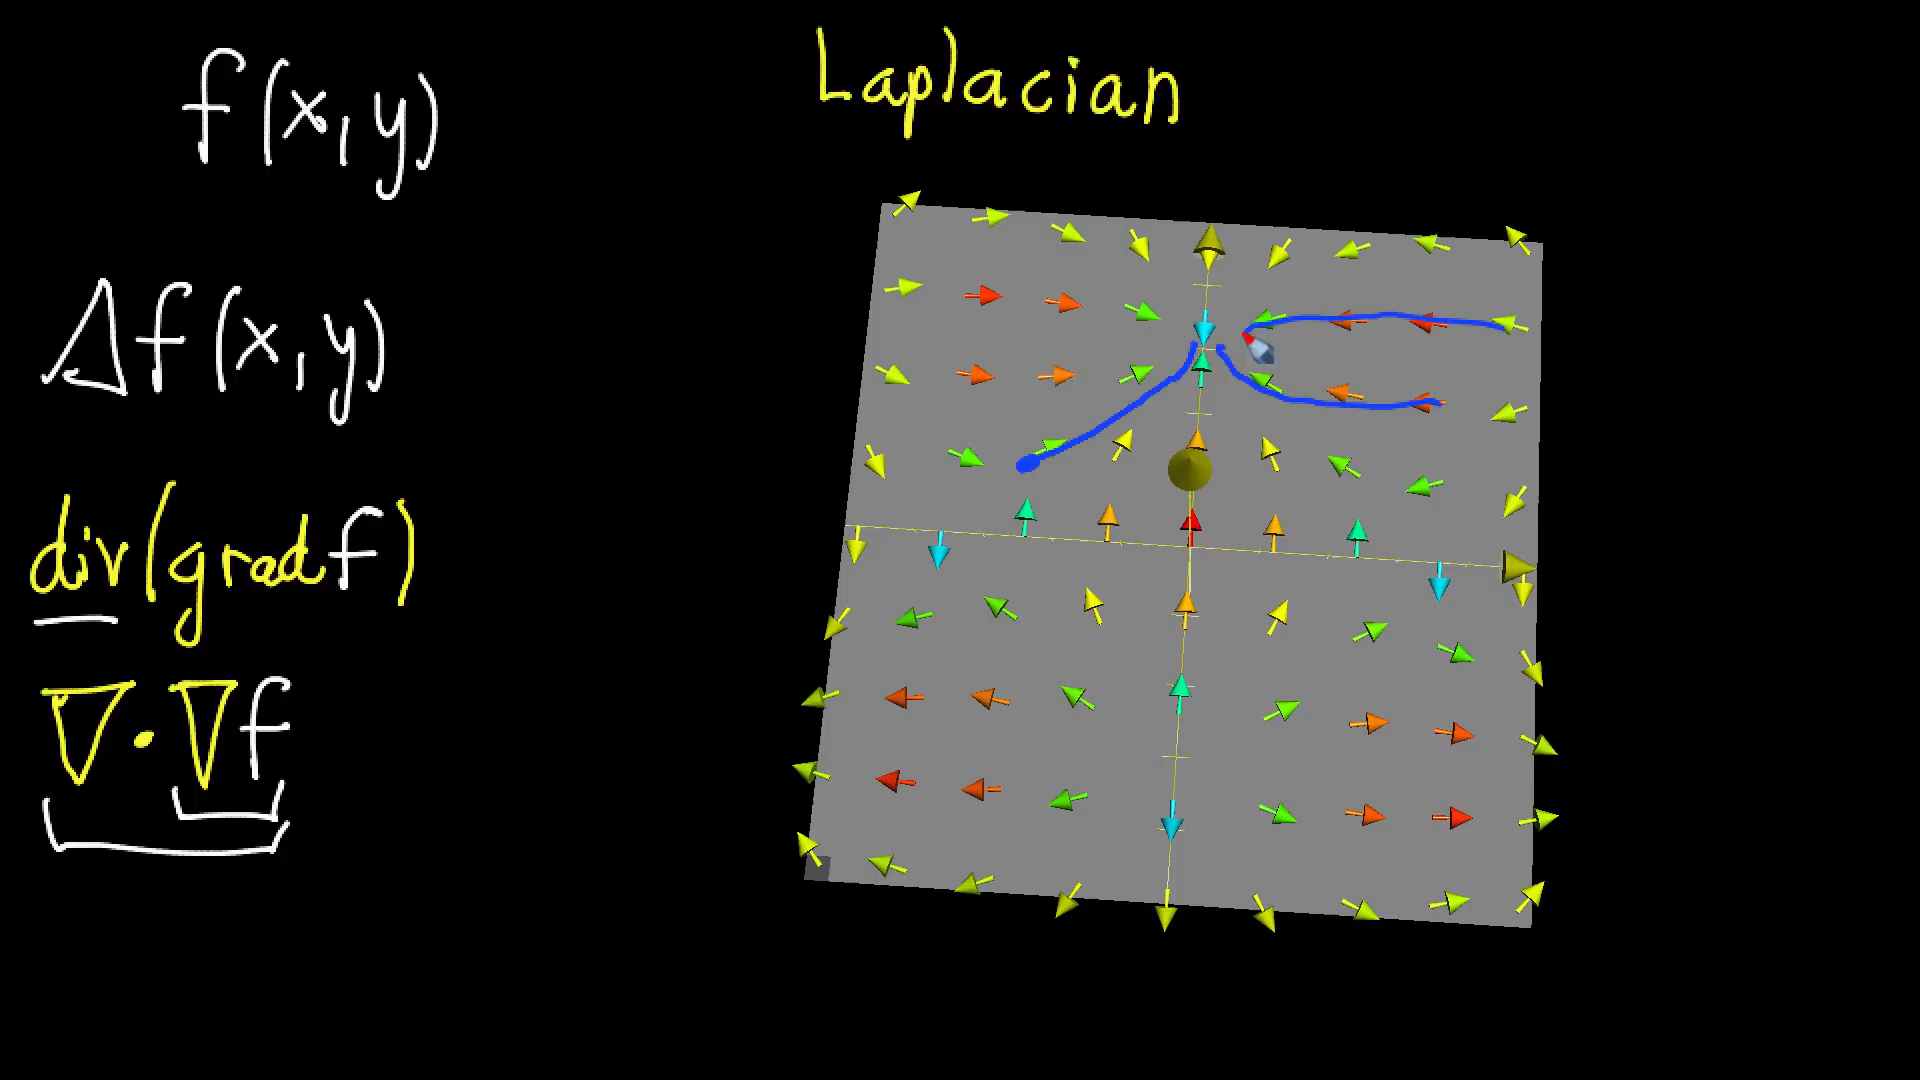 f(x,y)
Laplacian
Δf(x,y)
div(grad f)
∇·∇f